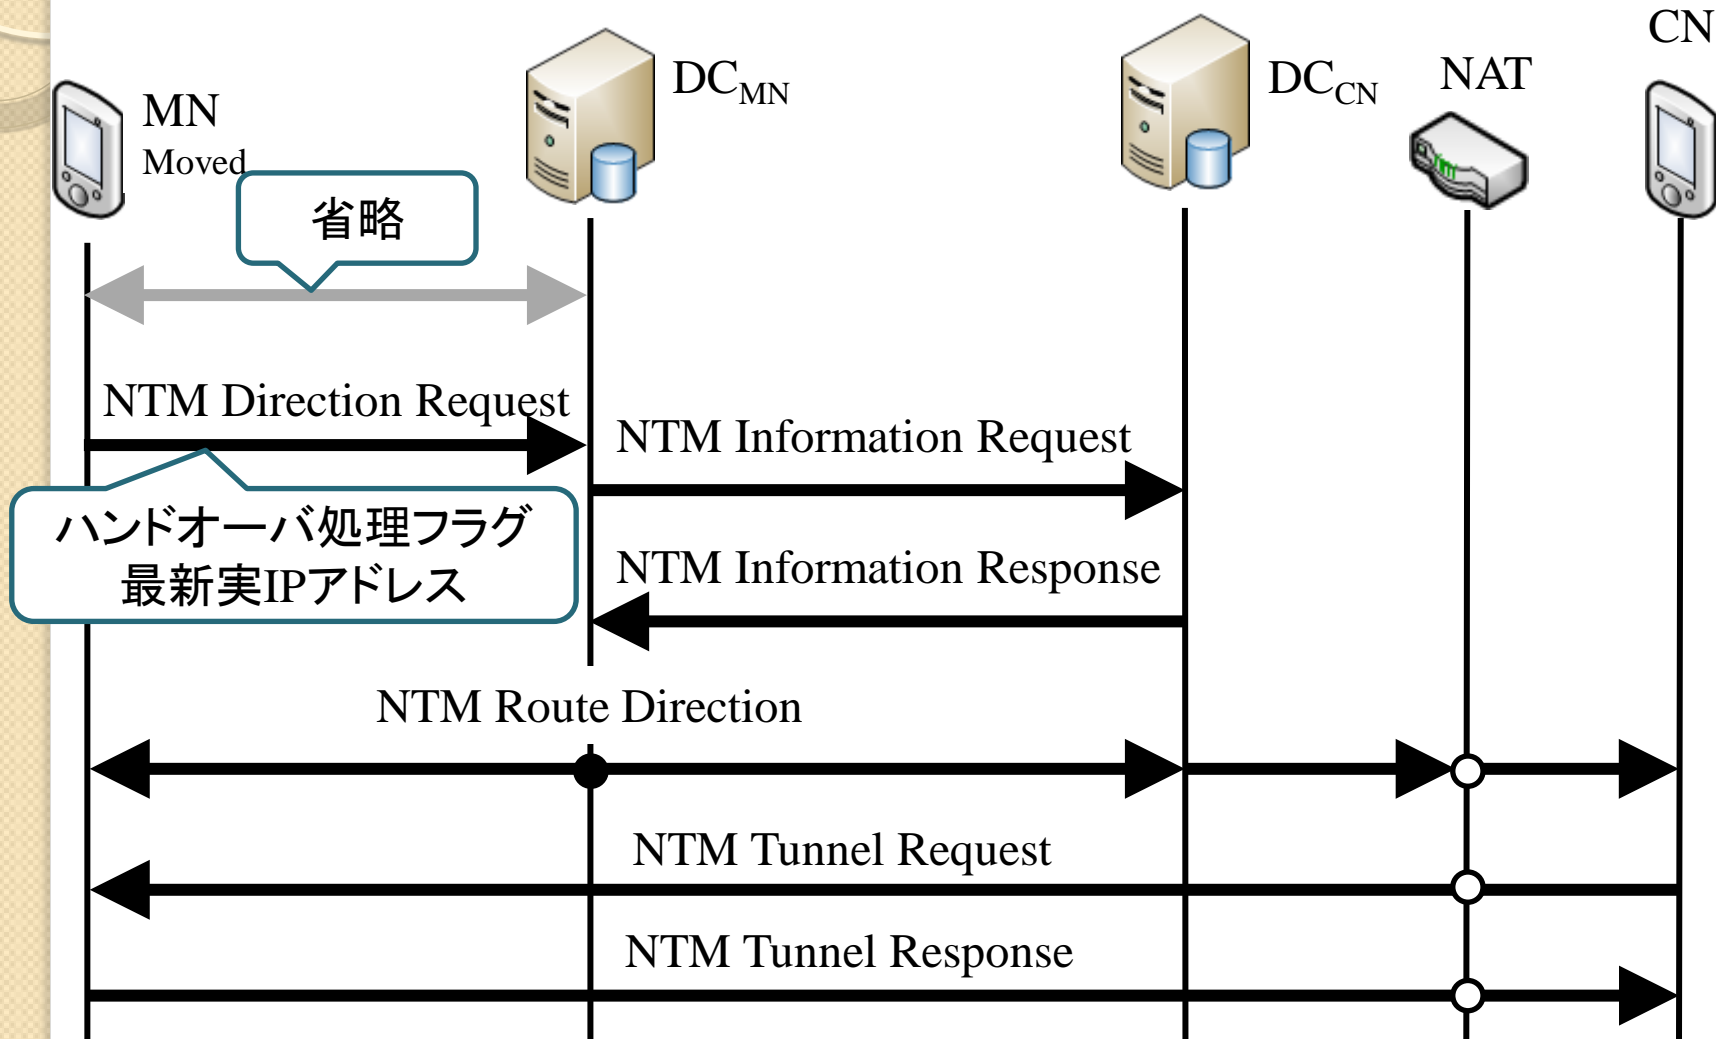 CN
DCMN
DCCN
NAT
MN
Moved
省略
NTM Direction Request
NTM Information Request
ハンドオーバ処理フラグ
最新実IPアドレス
NTM Information Response
NTM Route Direction
NTM Tunnel Request
NTM Tunnel Response